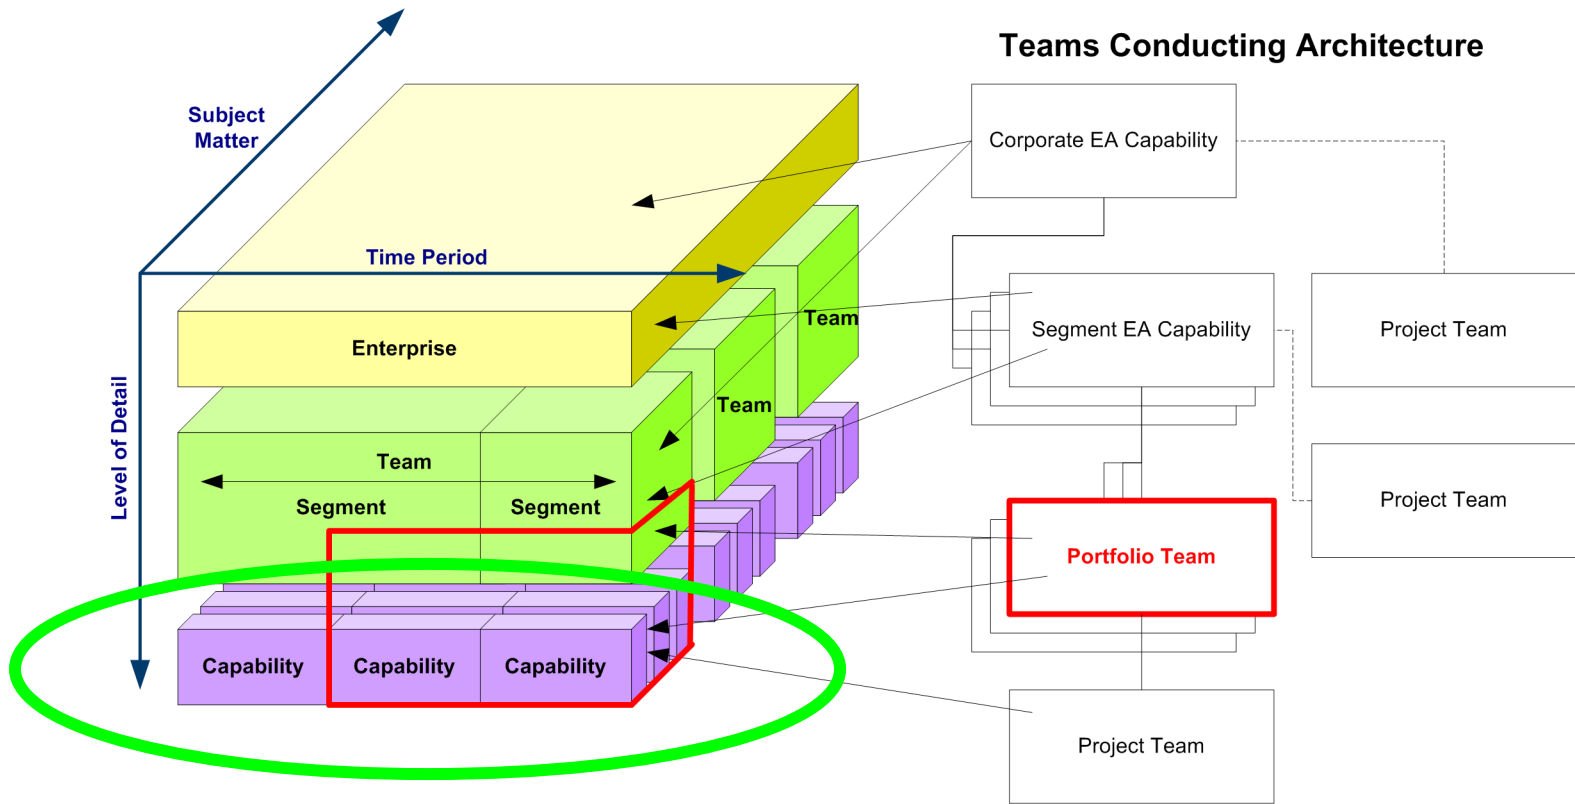 Teams Conducting Architecture
Subject
Matter
Corporate EA Capability
Time Period
Team
Segment EA Capability
Project Team
Enterprise
Team
Level of Detail
Team
Segment
Segment
Project Team
Portfolio Team
Capability
Capability
Capability
Project Team